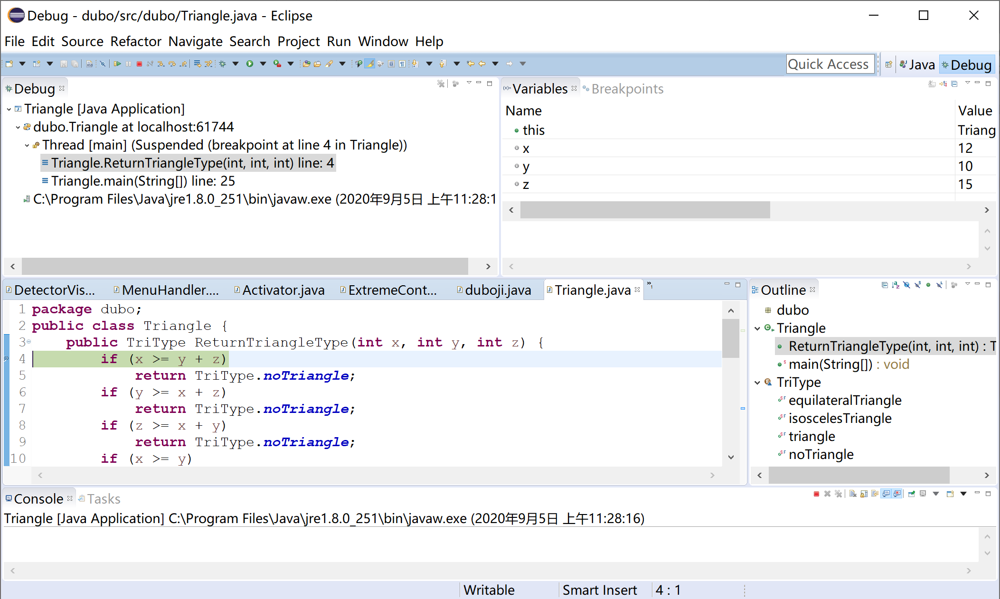 Debug - dubo/src/dubo/Triangle.java - Eclipse
File Edit Source Refactor Navigate Search Project Run Window Help
Quick Access Java Debug
Debug
Triangle [Java Application]
dubo.Triangle at localhost:61744
Thread [main] (Suspended (breakpoint at line 4 in Triangle))
Triangle.ReturnTriangleType(int, int, int) line: 4
Triangle.main(String[]) line: 25
C:\Program Files\Java\jre1.8.0_251\bin\javaw.exe (2020年9月5日 上午11:28:1
Variables Breakpoints
Name Value
this Triang
x 12
y 10
z 15
DetectorVis... MenuHandler.... Activator.java ExtremeCont... duboji.java Triangle.java »1
1 package dubo;
2 public class Triangle {
3 public TriType ReturnTriangleType(int x, int y, int z) {
4 if (x >= y + z)
5 return TriType.noTriangle;
6 if (y >= x + z)
7 return TriType.noTriangle;
8 if (z >= x + y)
9 return TriType.noTriangle;
10 if (x >= y)
Outline
dubo
Triangle
ReturnTriangleType(int, int, int) : T
main(String[]) : void
TriType
equilateralTriangle
isoscelesTriangle
triangle
noTriangle
Console Tasks
Triangle [Java Application] C:\Program Files\Java\jre1.8.0_251\bin\javaw.exe (2020年9月5日 上午11:28:16)
Writable Smart Insert 4 : 1